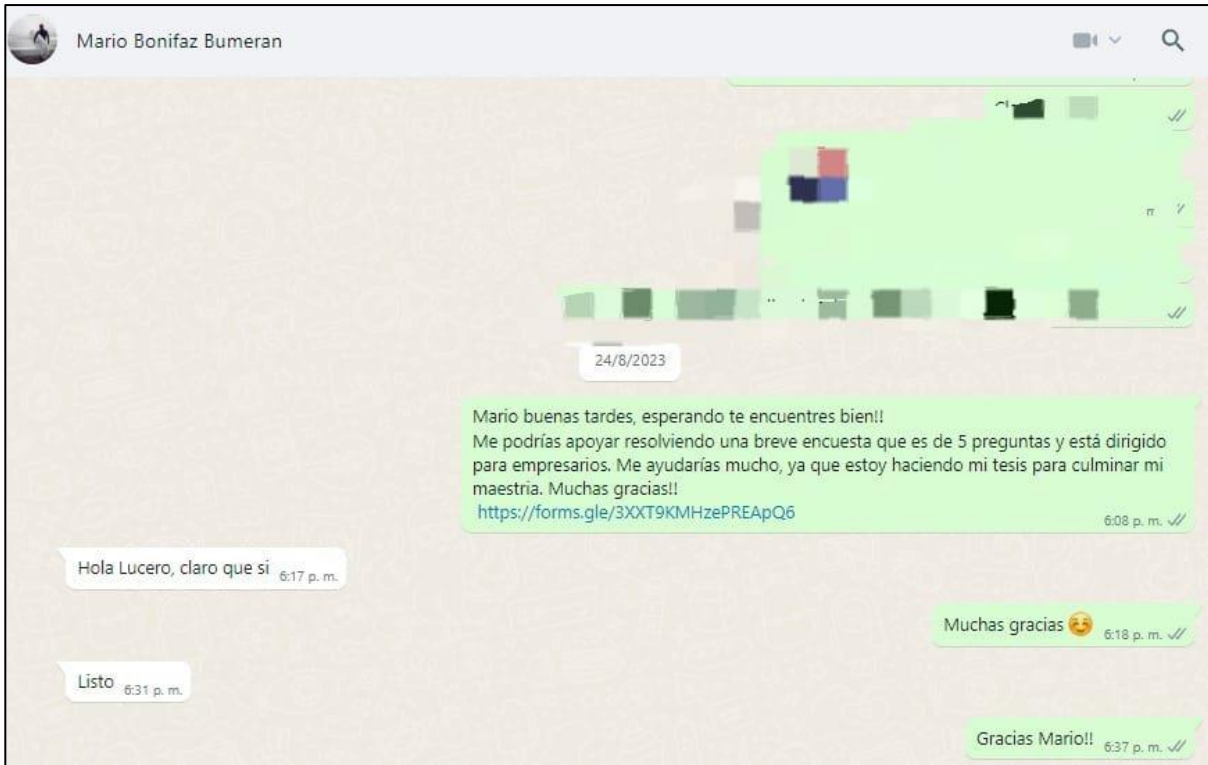 Mario Bonifaz Bumeran
24/8/2023
Mario buenas tardes, esperando te encuentres bien!!
Me podrías apoyar resolviendo una breve encuesta que es de 5 preguntas y está dirigido
para empresarios. Me ayudarías mucho, ya que estoy haciendo mi tesis para culminar mi
maestria. Muchas gracias!!
https://forms.gle/3XXT9KMHzePREApQ6
6:08 p. m.
Hola Lucero, claro que si 6:17 p. m.
Muchas gracias ☺️ 6:18 p. m.
Listo 6:31 p. m.
Gracias Mario!! 6:37 p. m.